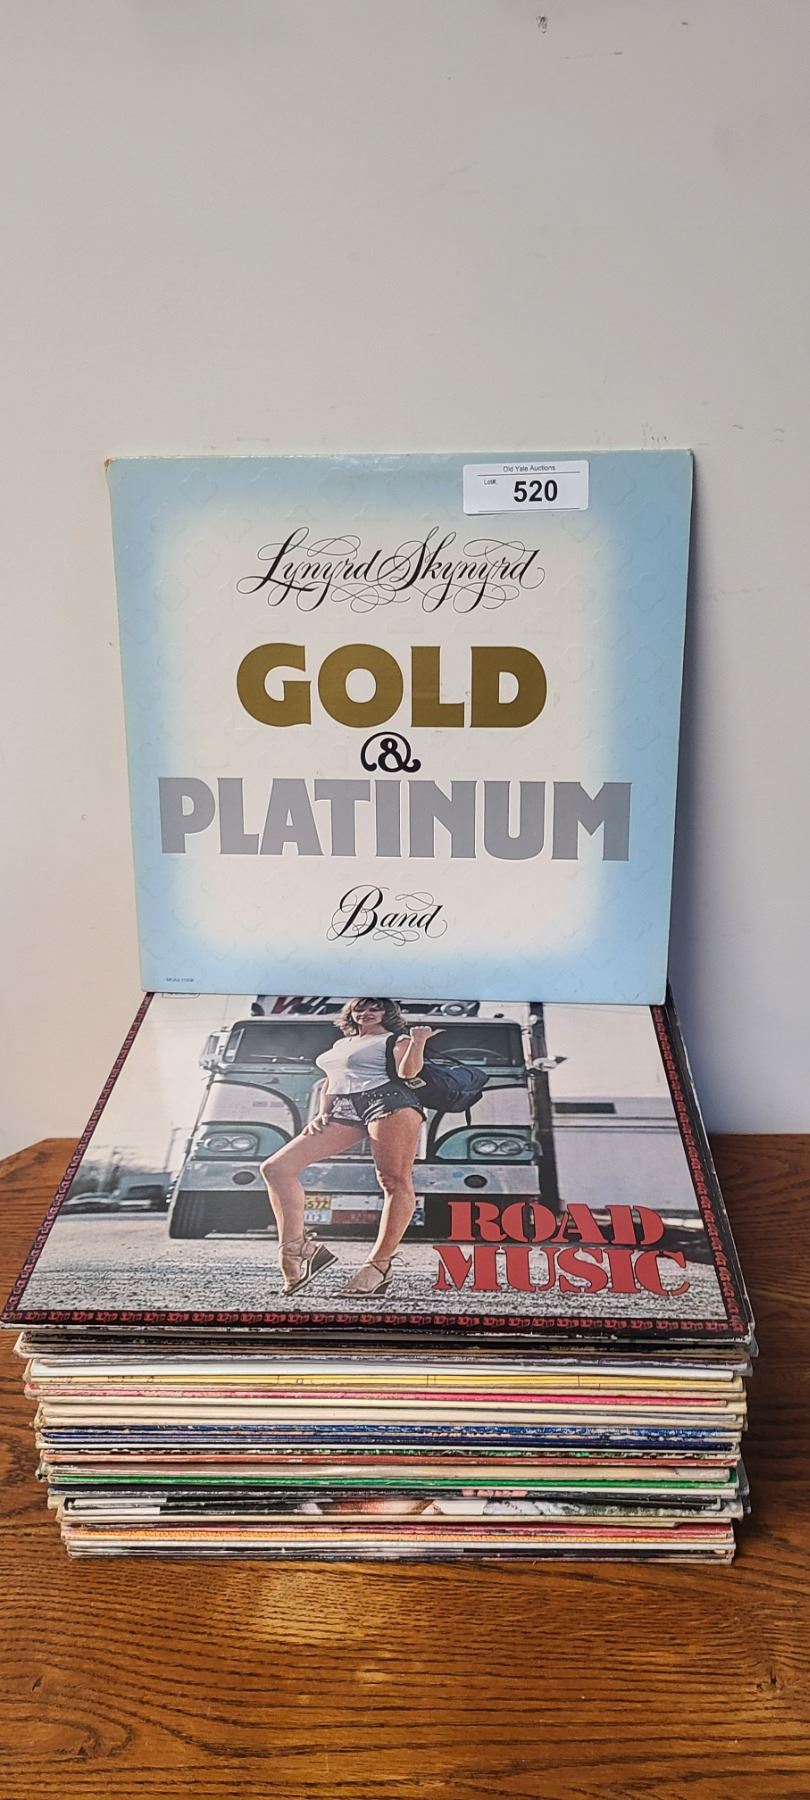 Old Yale Auctions
Lot#: 520
Lynyrd Skynyrd
GOLD
&
PLATINUM
Band
ROAD
MUSIC